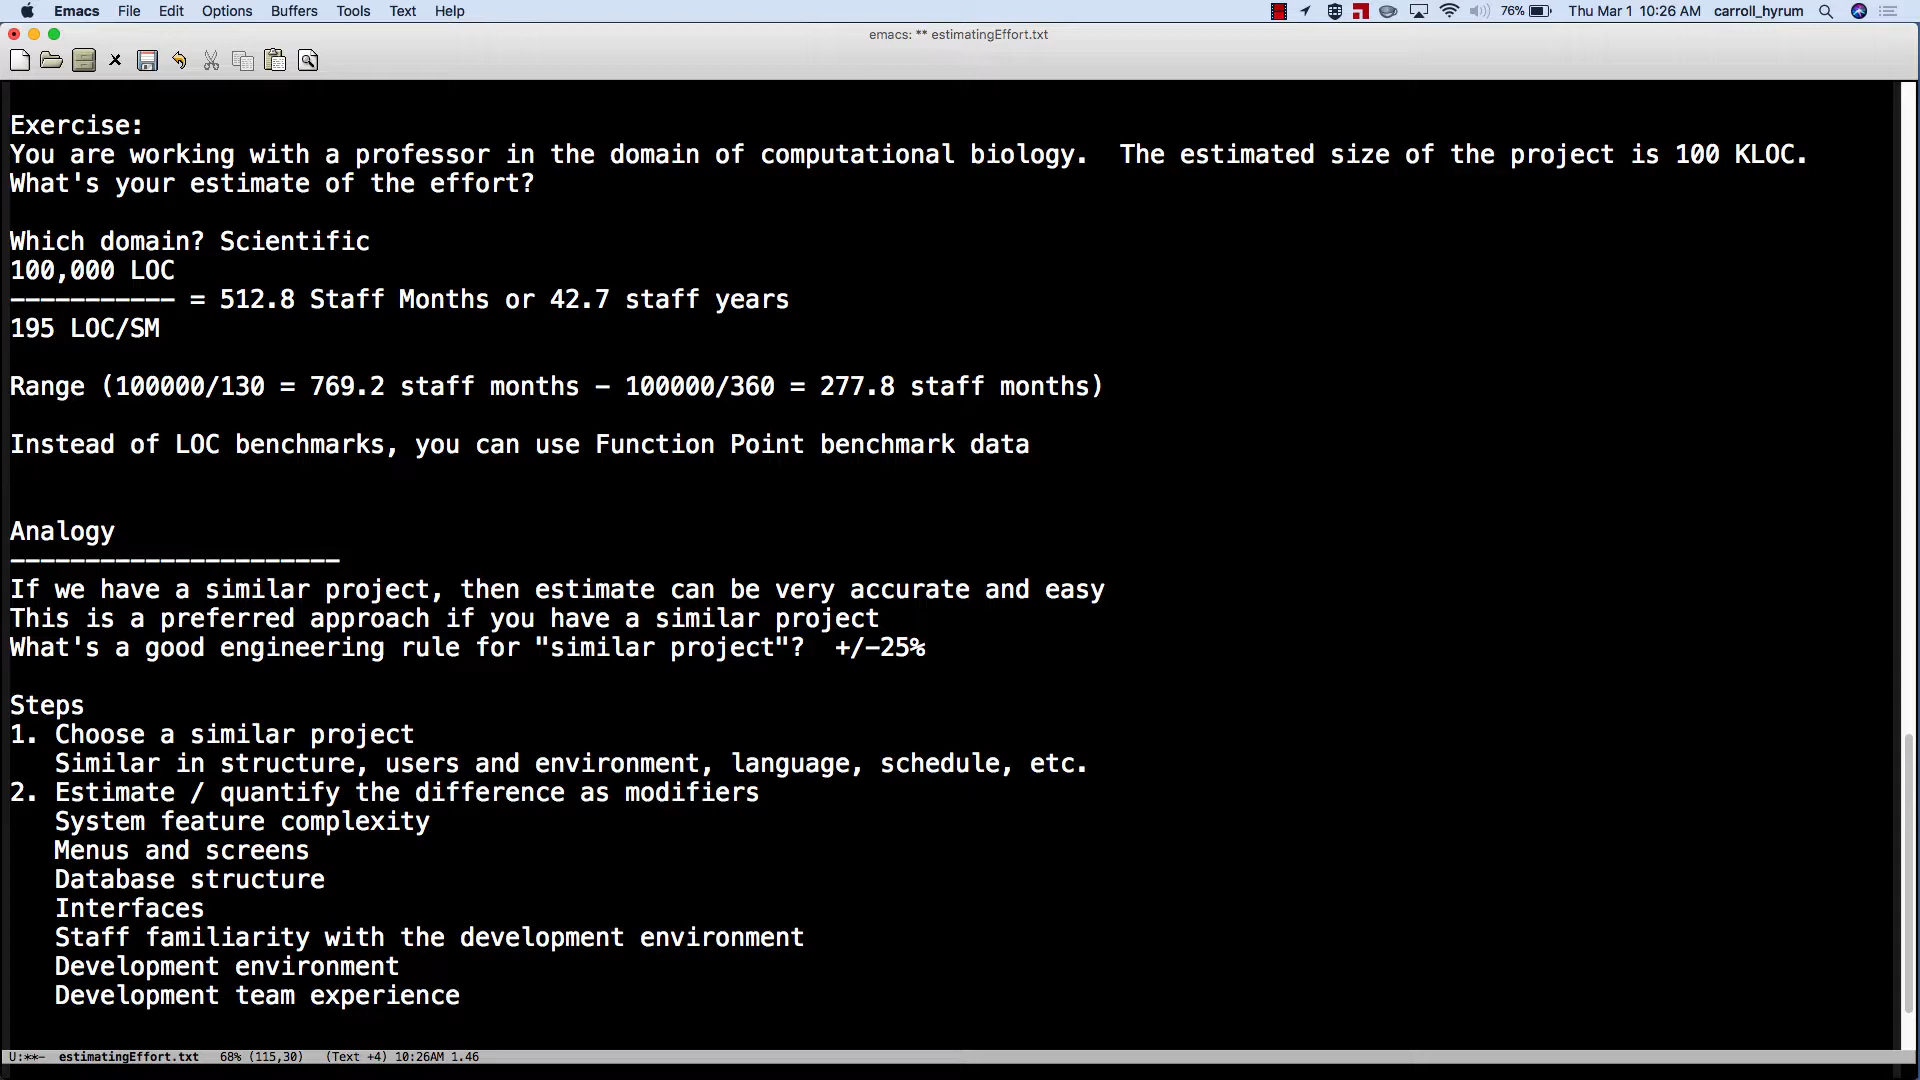 Emacs File Edit Options Buffers Tools Text Help 76% Thu Mar 1 10:26 AM carroll_hyrum
emacs: ** estimatingEffort.txt
Exercise:
You are working with a professor in the domain of computational biology.  The estimated size of the project is 100 KLOC.
What's your estimate of the effort?
Which domain? Scientific
100,000 LOC
----------- = 512.8 Staff Months or 42.7 staff years
195 LOC/SM
Range (100000/130 = 769.2 staff months - 100000/360 = 277.8 staff months)
Instead of LOC benchmarks, you can use Function Point benchmark data
Analogy
----------------------
If we have a similar project, then estimate can be very accurate and easy
This is a preferred approach if you have a similar project
What's a good engineering rule for "similar project"?  +/-25%
Steps
1. Choose a similar project
Similar in structure, users and environment, language, schedule, etc.
2. Estimate / quantify the difference as modifiers
System feature complexity
Menus and screens
Database structure
Interfaces
Staff familiarity with the development environment
Development environment
Development team experience
U:**-  estimatingEffort.txt   68% (115,30)   (Text +4) 10:26AM 1.46